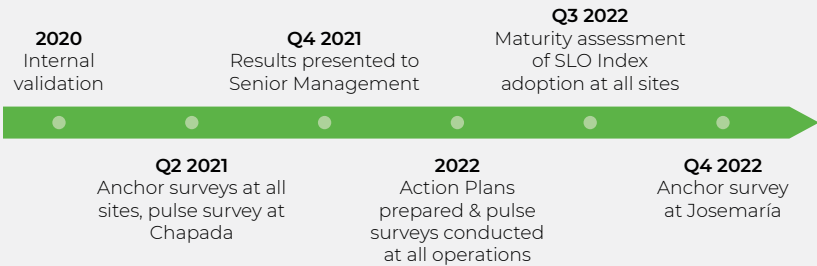 2020
Internal
validation
Q2 2021
Anchor surveys at all
sites, pulse survey at
Chapada
Q4 2021
Results presented to
Senior Management
2022
Action Plans
prepared & pulse
surveys conducted
at all operations
Q3 2022
Maturity assessment
of SLO Index
adoption at all sites
Q4 2022
Anchor survey
at Josemaría